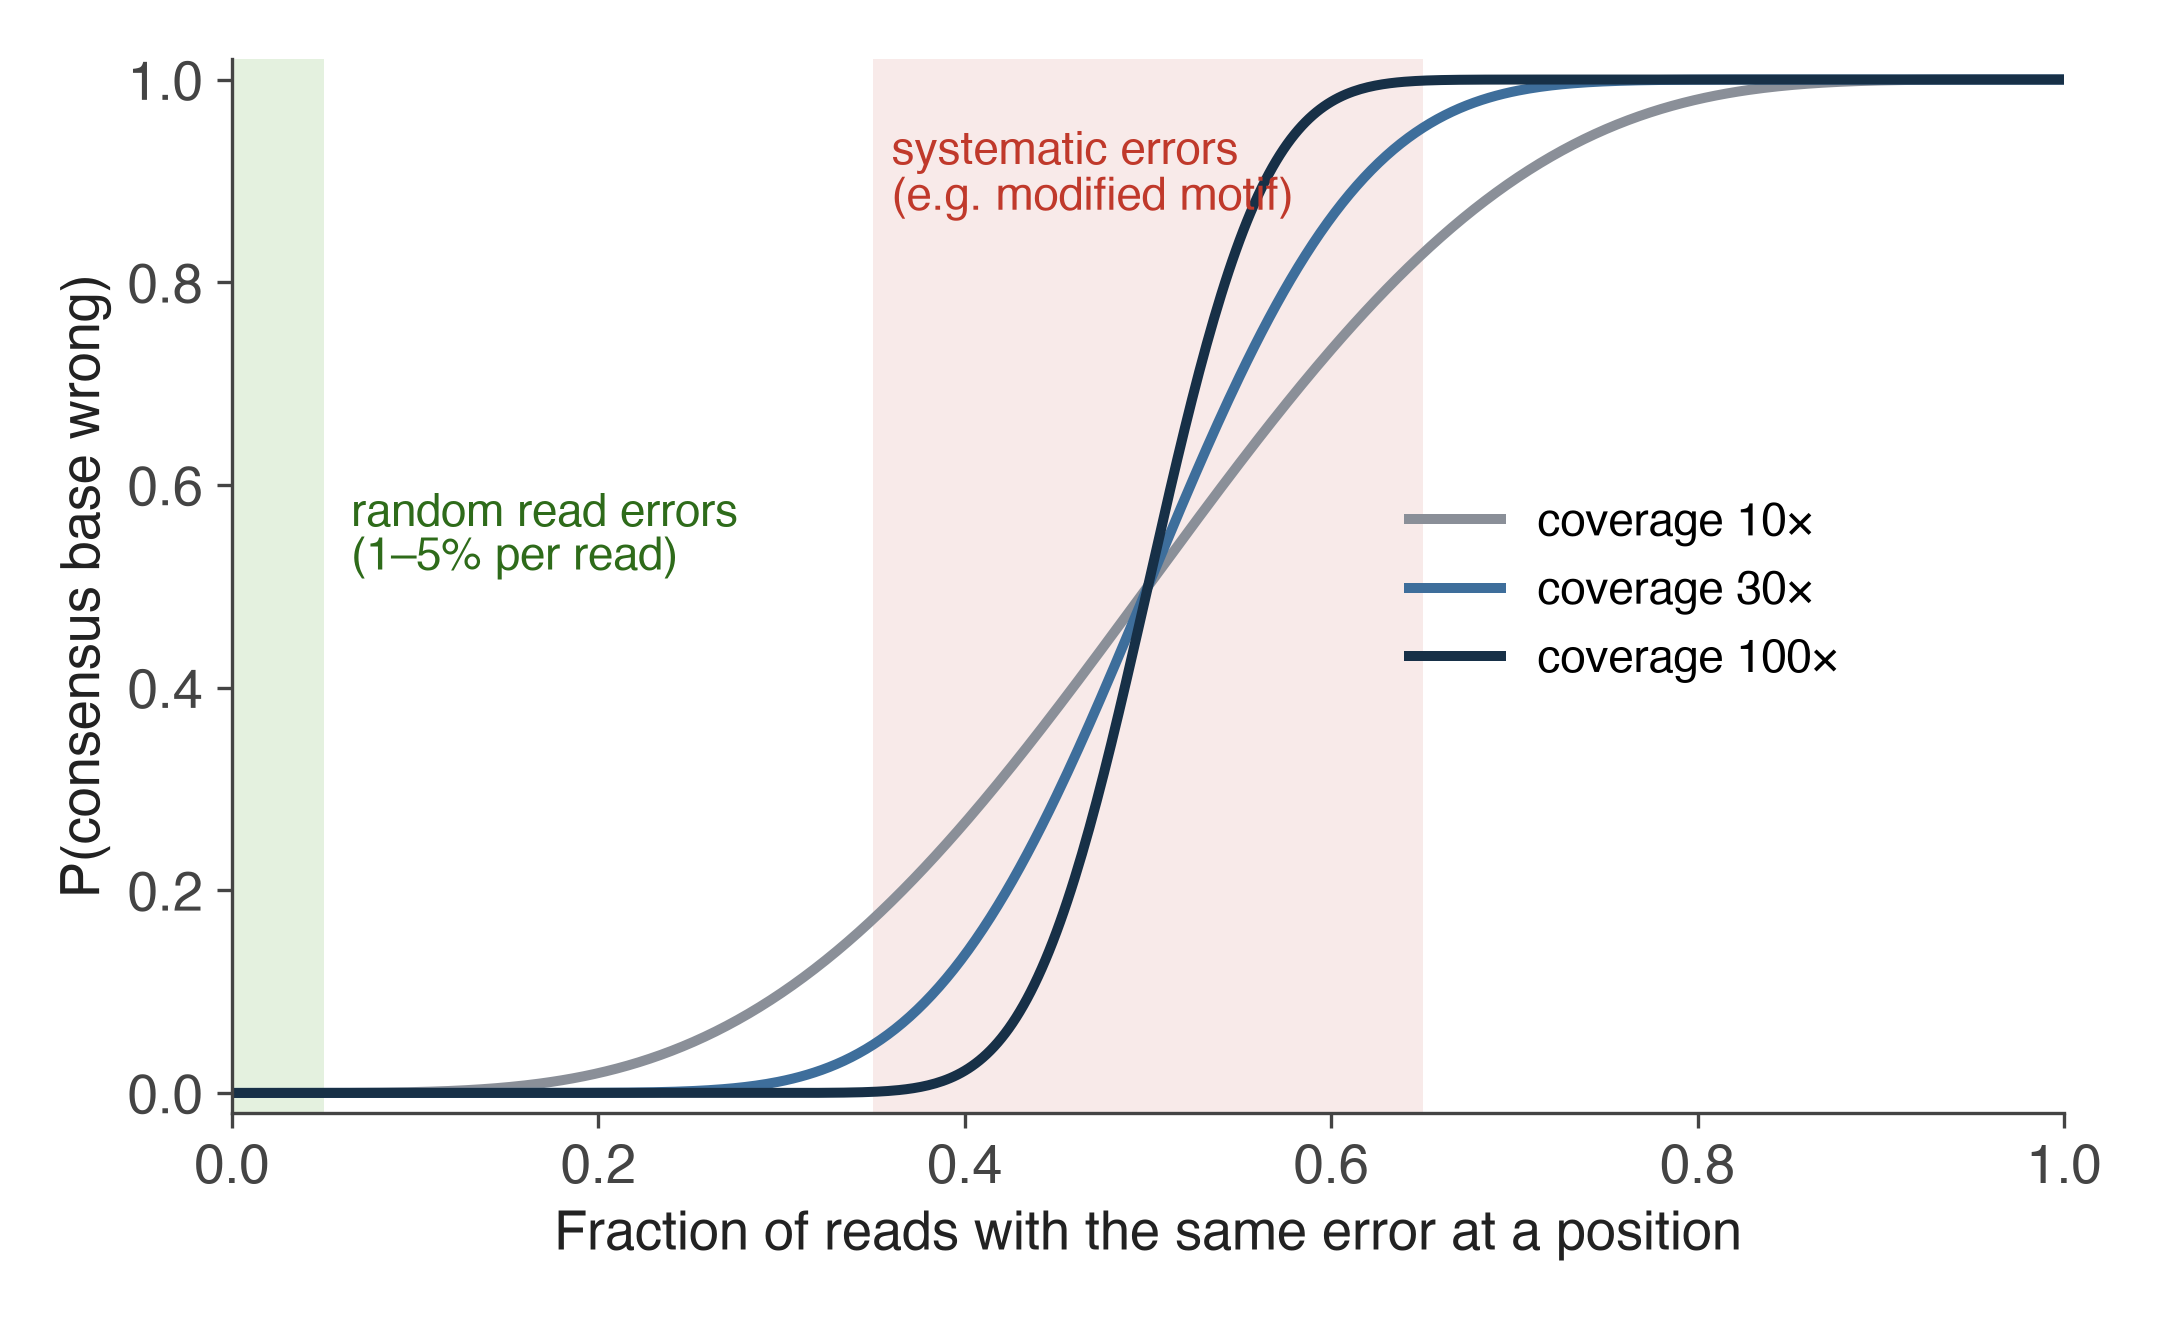 1.0
0.8
0.6
0.4
0.2
0.0
P(consensus base wrong)
systematic errors
(e.g. modified motif)
random read errors
(1–5% per read)
coverage 10×
coverage 30×
coverage 100×
0.0 0.2 0.4 0.6 0.8 1.0
Fraction of reads with the same error at a position